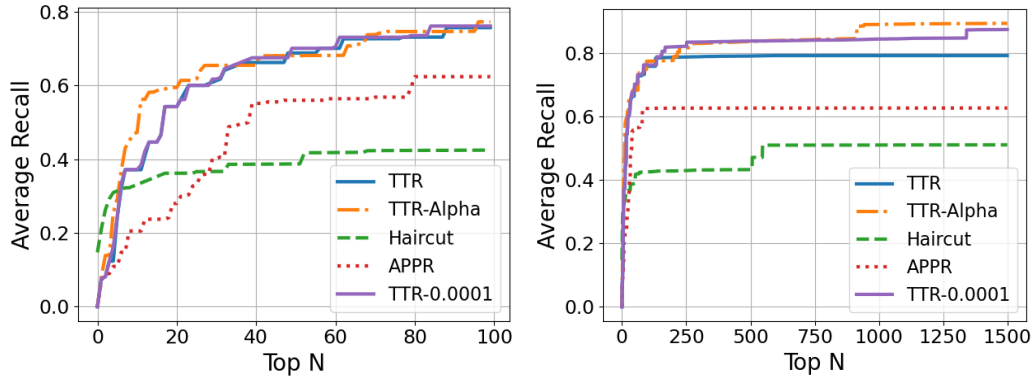 Average Recall
0.8
0.6
0.4
0.2
0.0
0 20 40 60 80 100
Top N
TTR
TTR-Alpha
Haircut
APPR
TTR-0.0001
Average Recall
0.8
0.6
0.4
0.2
0.0
0 250 500 750 1000 1250 1500
Top N
TTR
TTR-Alpha
Haircut
APPR
TTR-0.0001